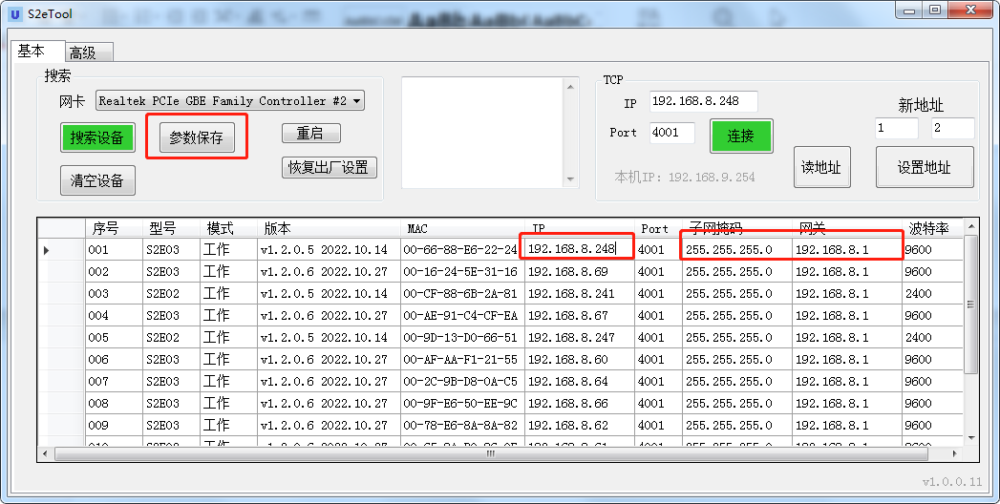 S2eTool
基本 高级
搜索
网卡 Realtek PCIe GBE Family Controller #2
搜索设备 参数保存 重启
清空设备 恢复出厂设置
TCP
IP 192.168.8.248
Port 4001 连接
本机IP: 192.168.9.254
新地址
1 2
读地址 设置地址
序号 型号 模式 版本 MAC IP Port 子网掩码 网关 波特率
001 S2E03 工作 v1.2.0.5 2022.10.14 00-66-88-E6-22-24 192.168.8.248 4001 255.255.255.0 192.168.8.1 9600
002 S2E03 工作 v1.2.0.6 2022.10.27 00-16-24-5E-31-16 192.168.8.69 4001 255.255.255.0 192.168.8.1 9600
003 S2E02 工作 v1.2.0.5 2022.10.14 00-CF-88-6B-2A-81 192.168.8.241 4001 255.255.255.0 192.168.8.1 2400
004 S2E03 工作 v1.2.0.6 2022.10.27 00-AE-91-C4-CF-EA 192.168.8.67 4001 255.255.255.0 192.168.8.1 9600
005 S2E02 工作 v1.2.0.5 2022.10.14 00-9D-13-D0-66-51 192.168.8.247 4001 255.255.255.0 192.168.8.1 2400
006 S2E03 工作 v1.2.0.6 2022.10.27 00-AF-AA-F1-21-55 192.168.8.60 4001 255.255.255.0 192.168.8.1 9600
007 S2E03 工作 v1.2.0.6 2022.10.27 00-2C-9B-D8-0A-C5 192.168.8.64 4001 255.255.255.0 192.168.8.1 9600
008 S2E03 工作 v1.2.0.6 2022.10.27 00-9F-E6-50-EE-9C 192.168.8.66 4001 255.255.255.0 192.168.8.1 9600
009 S2E03 工作 v1.2.0.6 2022.10.27 00-78-E6-8A-8A-82 192.168.8.62 4001 255.255.255.0 192.168.8.1 9600
v1.0.0.11